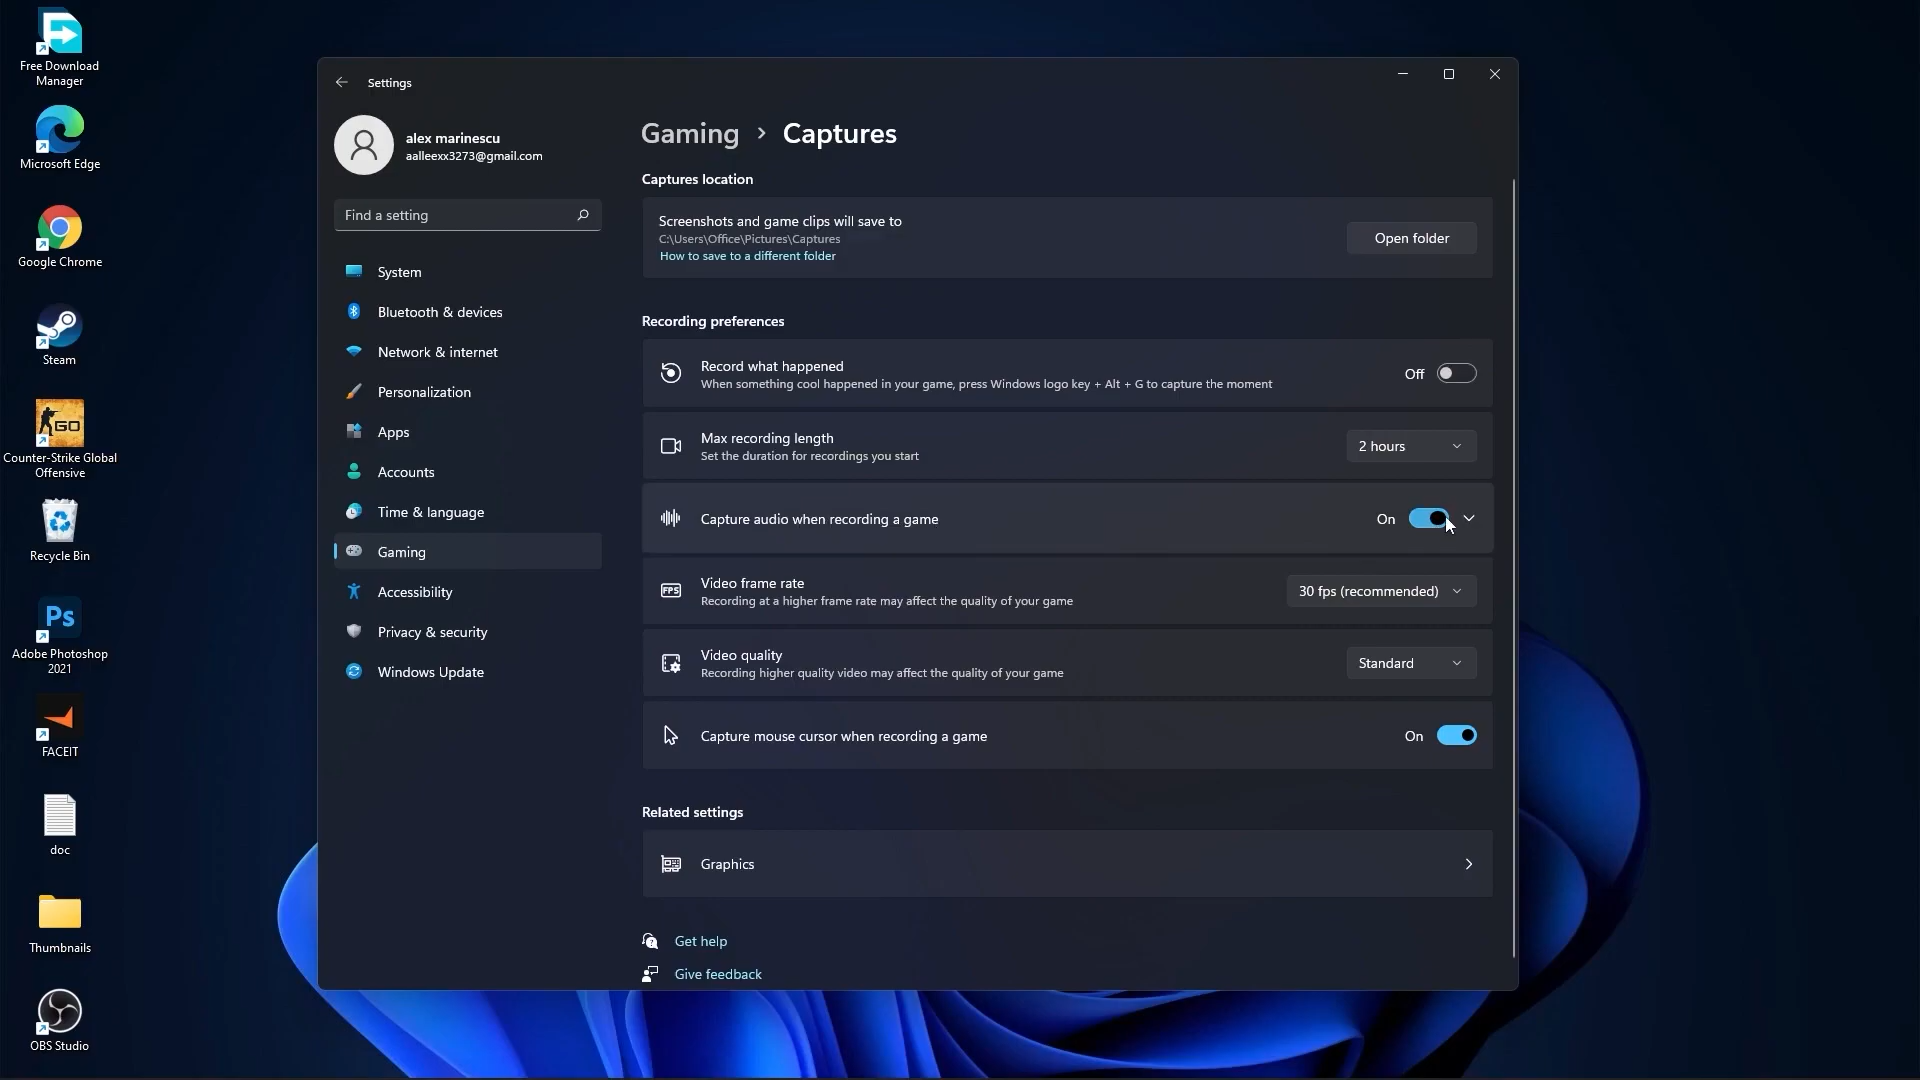 Free Download
Manager
Microsoft Edge
Google Chrome
Steam
GO
Counter-Strike Global
Offensive
Recycle Bin
Ps
Adobe Photoshop
2021
FACEIT
doc
Thumbnails
OBS Studio
Settings
alex marinescu
aalleexx3273@gmail.com
Find a setting
System
Bluetooth & devices
Network & internet
Personalization
Apps
Accounts
Time & language
Gaming
Accessibility
Privacy & security
Windows Update
Gaming > Captures
Captures location
Screenshots and game clips will save to
C:\Users\Office\Pictures\Captures
How to save to a different folder
Open folder
Recording preferences
Record what happened
When something cool happened in your game, press Windows logo key + Alt + G to capture the moment
Off
Max recording length
Set the duration for recordings you start
2 hours
Capture audio when recording a game
On
FPS
Video frame rate
Recording at a higher frame rate may affect the quality of your game
30 fps (recommended)
Video quality
Recording higher quality video may affect the quality of your game
Standard
Capture mouse cursor when recording a game
On
Related settings
Graphics
Get help
Give feedback